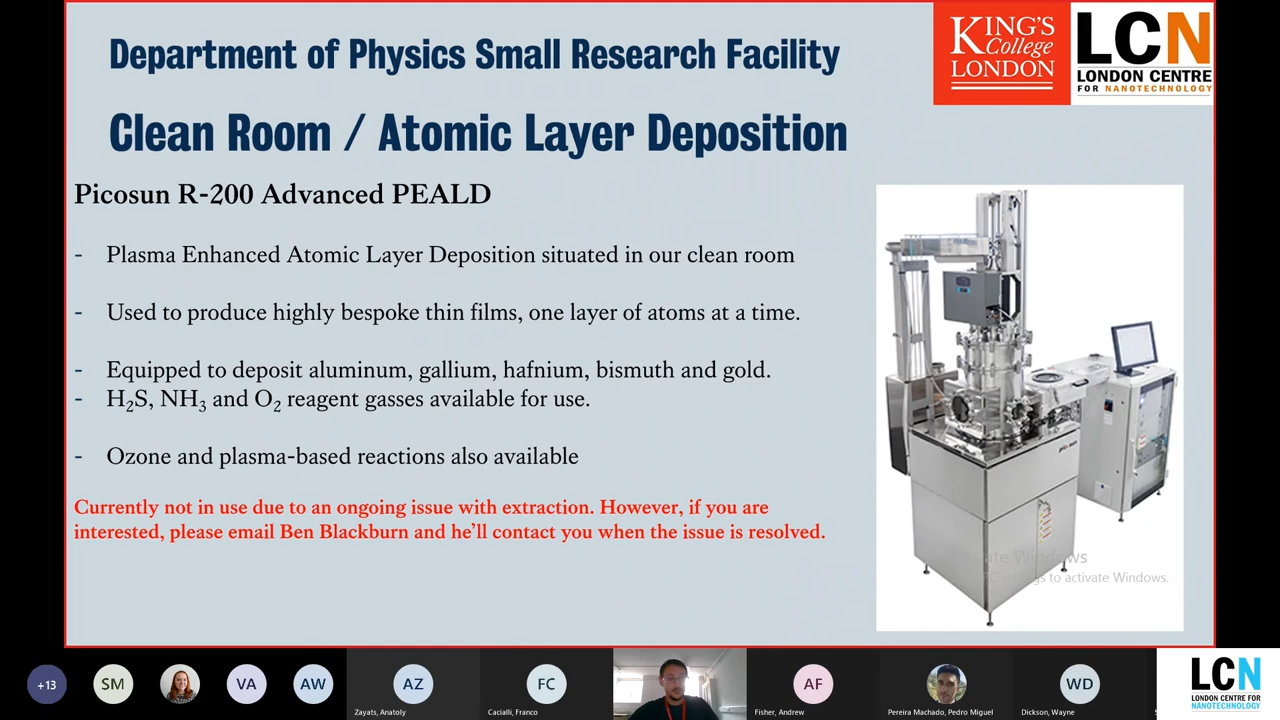 Department of Physics Small Research Facility
Clean Room / Atomic Layer Deposition
KING'S
College
LONDON
LCN
LONDON CENTRE
FOR NANOTECHNOLOGY
Picosun R-200 Advanced PEALD
- Plasma Enhanced Atomic Layer Deposition situated in our clean room
- Used to produce highly bespoke thin films, one layer of atoms at a time.
- Equipped to deposit aluminum, gallium, hafnium, bismuth and gold.
- H₂S, NH₃ and O₂ reagent gasses available for use.
- Ozone and plasma-based reactions also available
Currently not in use due to an ongoing issue with extraction. However, if you are
interested, please email Ben Blackburn and he'll contact you when the issue is resolved.
Windows
to activate Windows.
+13
SM
VA
AW
AZ
Zayats, Anatoly
FC
Cacialli, Franco
AF
Fisher, Andrew
Pereira Machado, Pedro Miguel
WD
Dickson, Wayne
LCN
LONDON CENTRE FOR
NANOTECHNOLOGY